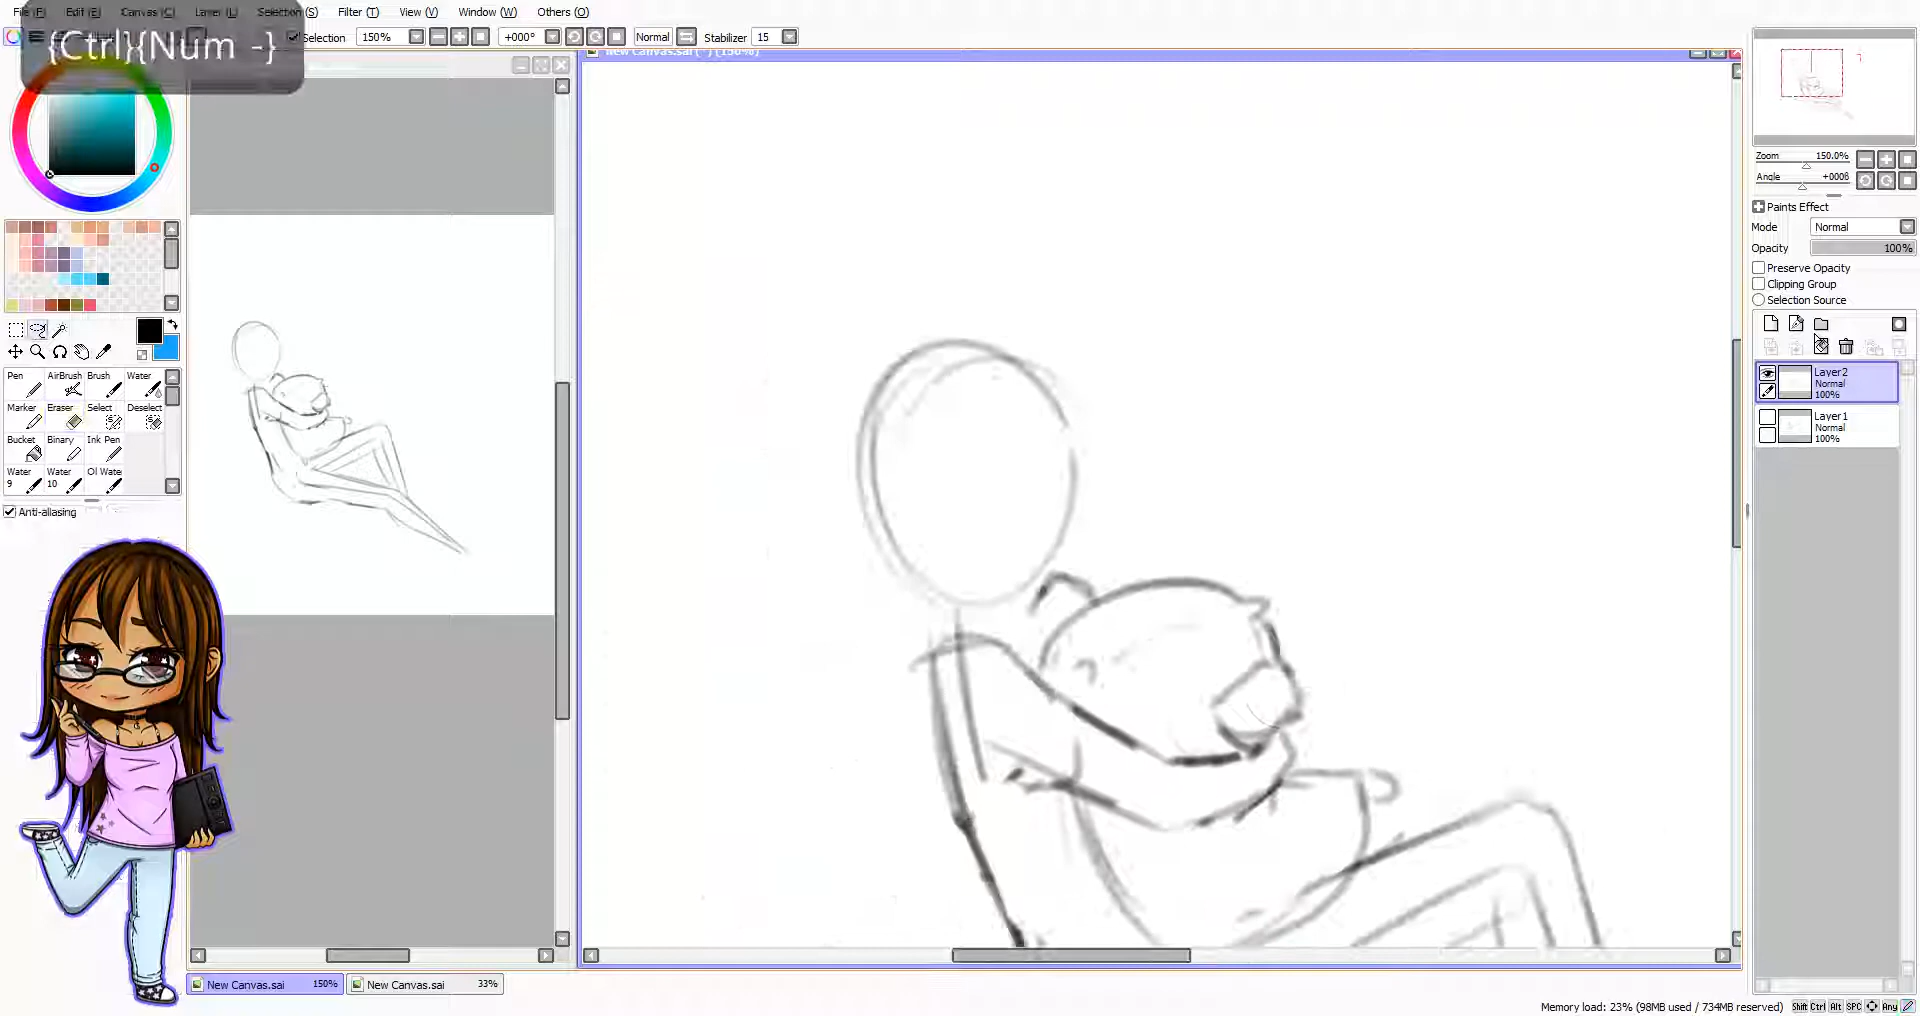 File (F) Edit (E) Canvas (C) Layer (L) Selection (S) Filter (T) View (V) Window (W) Others (O)
{Ctrl}{Num -}
Selection 150% +000° Normal Stabilizer 15
New Canvas.sai (-) (150%)
Zoom 150.0%
Angle +000θ
Paints Effect
Mode Normal
Opacity 100%
Preserve Opacity
Clipping Group
Selection Source
Pen AirBrush Brush Water
Marker Eraser Select Deselect
Bucket Binary Ink Pen
Water 9 Water 10 Ol Wate
Anti-aliasing
Layer2
Normal
100%
Layer1
Normal
100%
New Canvas.sai 150% New Canvas.sai 33%
Memory load: 23% (98MB used / 734MB reserved) Shift Ctrl Alt SPC Any